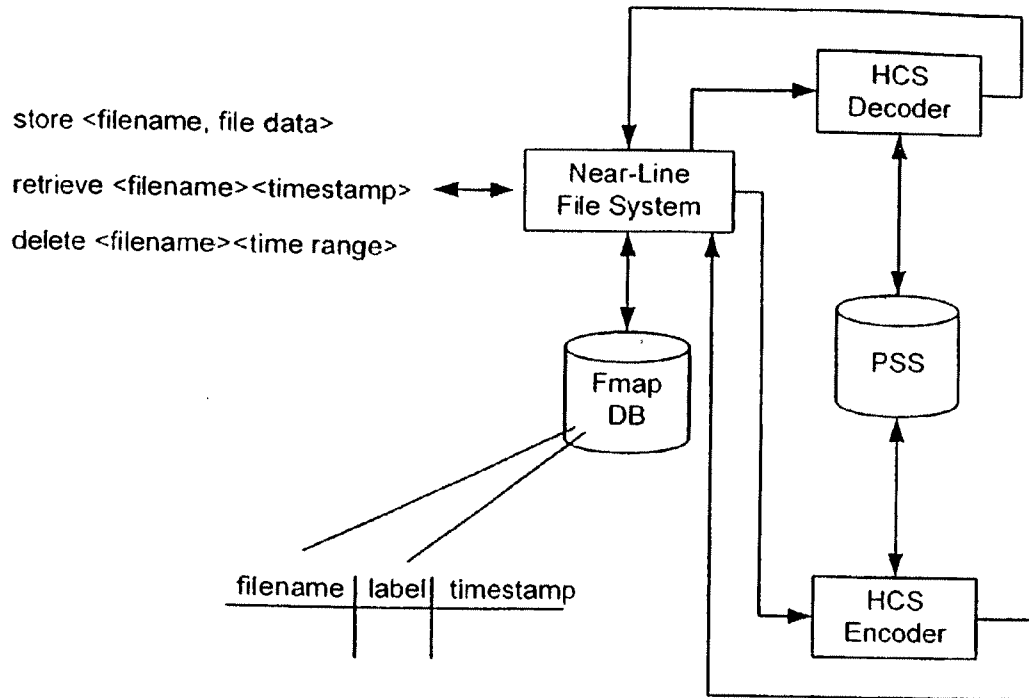 HCS
Decoder
store <filename, file data>
Near-Line
File System
retrieve <filename><timestamp>
delete <filename><time range>
PSS
Fmap
DB
filename label timestamp
HCS
Encoder